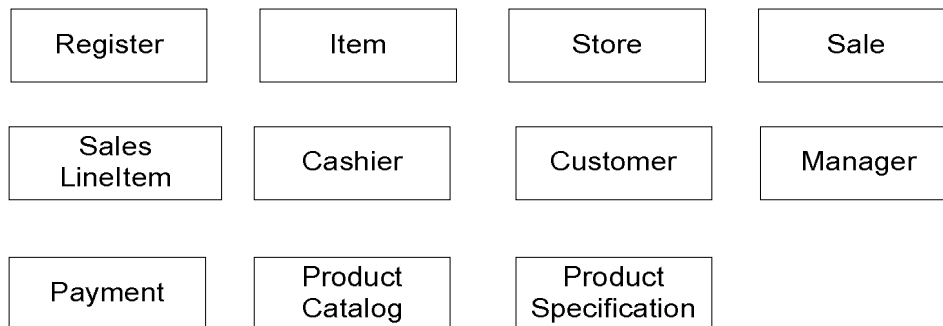 Register
Item
Store
Sale
Sales
LineItem
Cashier
Customer
Manager
Payment
Product
Catalog
Product
Specification